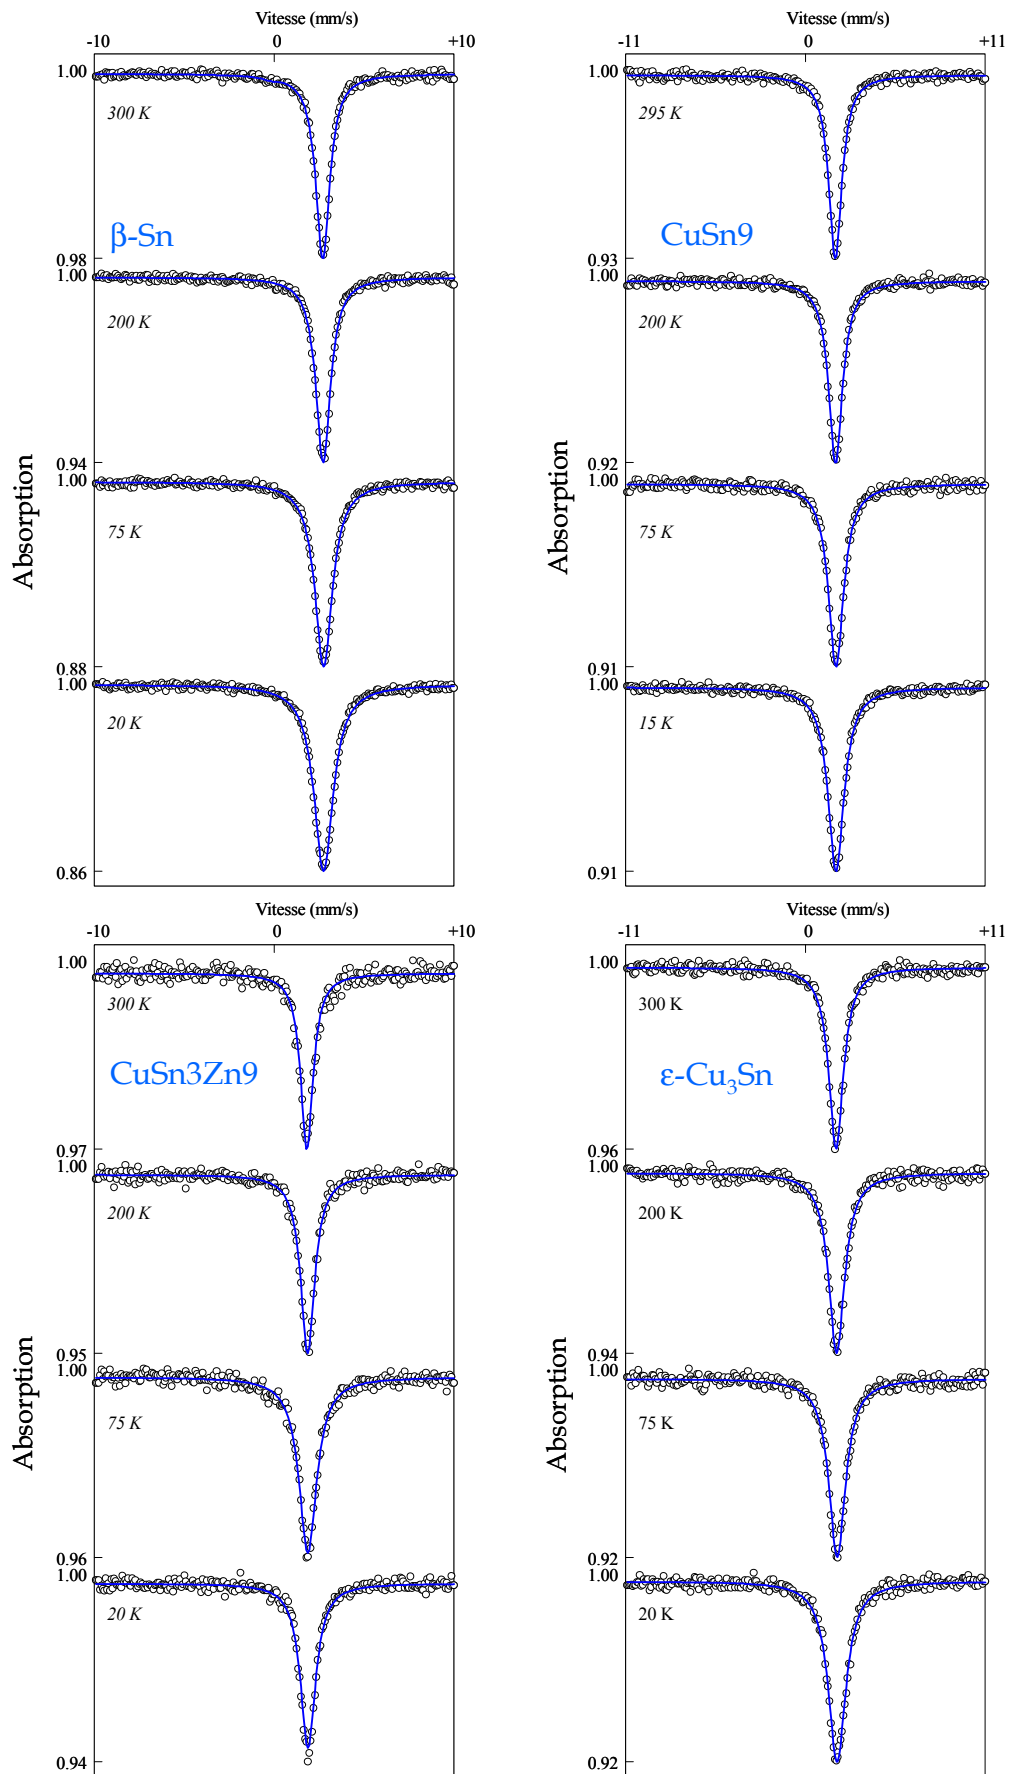 Vitesse (mm/s)
-10 0 +10
1.00
300 K
β-Sn
0.98
1.00
200 K
0.94
1.00
75 K
0.88
1.00
20 K
0.86
Absorption
Vitesse (mm/s)
-11 0 +11
1.00
295 K
CuSn9
0.93
1.00
200 K
0.92
1.00
75 K
0.91
1.00
15 K
0.91
Absorption
Vitesse (mm/s)
-10 0 +10
1.00
300 K
CuSn3Zn9
0.97
1.00
200 K
0.95
1.00
75 K
0.96
1.00
20 K
0.94
Absorption
Vitesse (mm/s)
-11 0 +11
1.00
300 K
ε-Cu₃Sn
0.96
1.00
200 K
0.94
1.00
75 K
0.92
1.00
20 K
0.92
Absorption